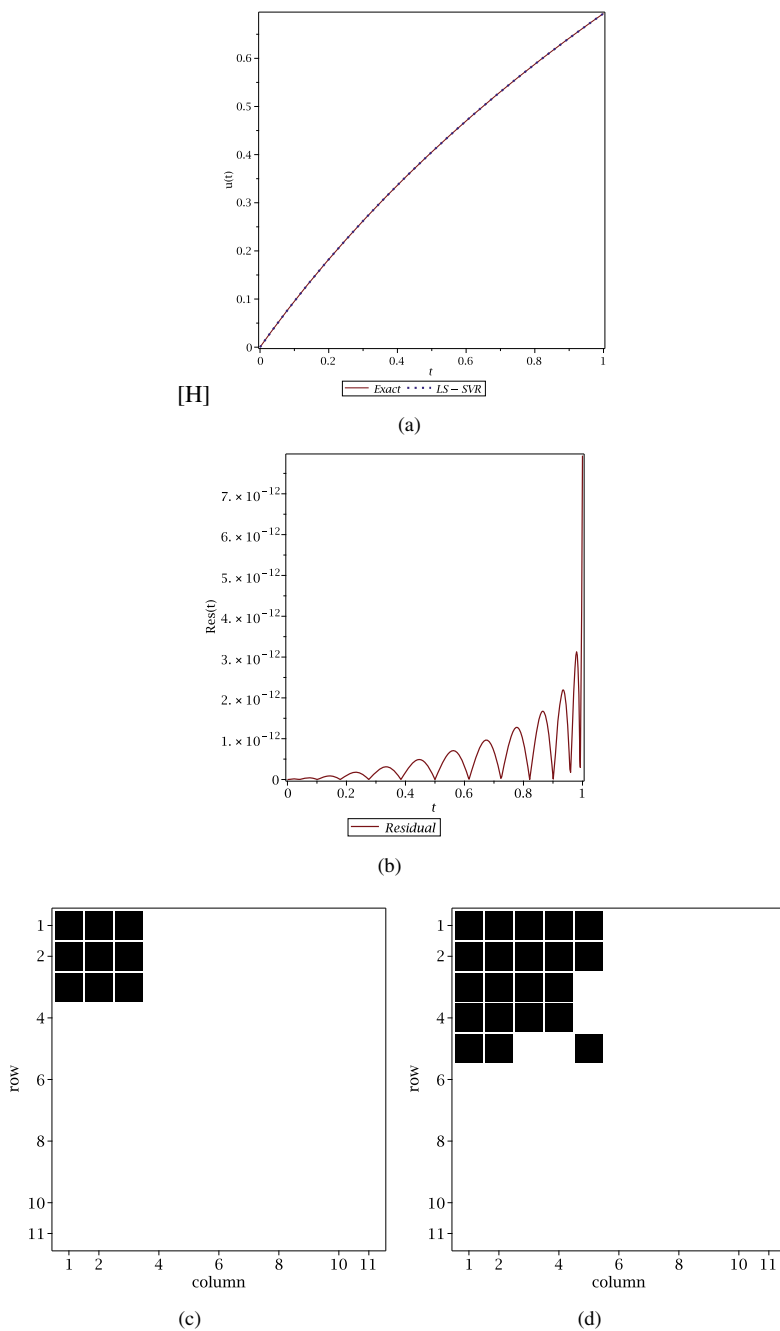 0.6
0.5
0.4
u(t)
0.3
0.2
0.1
0
0 0.2 0.4 0.6 0.8 1
t
Exact LS – SVR
[H]
(a)
7. × 10⁻¹²
6. × 10⁻¹²
5. × 10⁻¹²
4. × 10⁻¹²
Res(t)
3. × 10⁻¹²
2. × 10⁻¹²
1. × 10⁻¹²
0
0 0.2 0.4 0.6 0.8 1
t
Residual
(b)
1
2
4
row
6
8
10
11
1 2 4 6 8 10 11
column
(c)
1
2
4
row
6
8
10
11
1 2 4 6 8 10 11
column
(d)